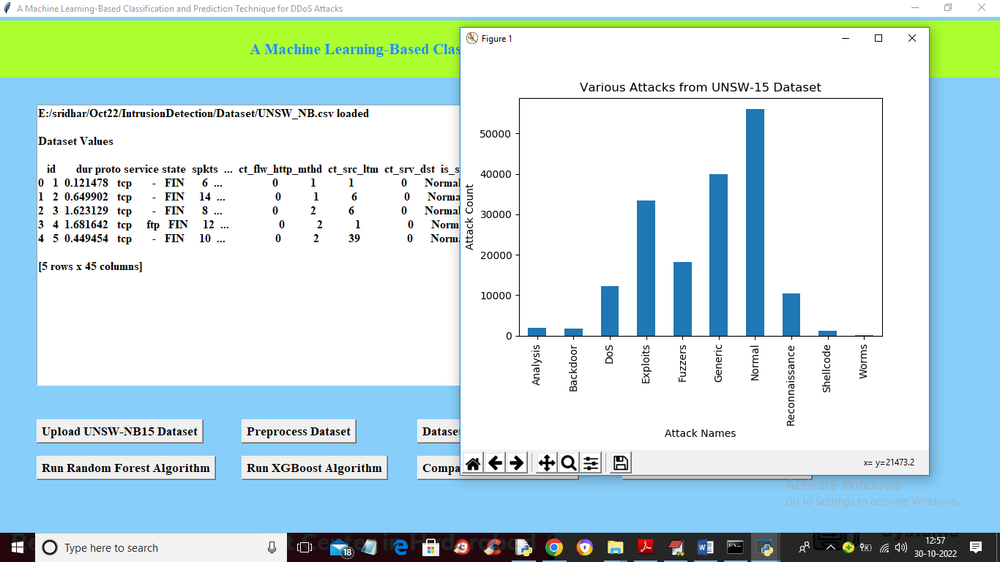 A Machine Learning-Based Classification and Prediction Technique for DDoS Attacks
A Machine Learning-Based Clas
E:/sridhar/Oct22/IntrusionDetection/Dataset/UNSW_NB.csv loaded
Dataset Values
id dur proto service state spkts ... ct_flw_http_mthd ct_src_ltm ct_srv_dst is_s
0 1 0.121478 tcp - FIN 6 ... 0 1 1 0 Normal
1 2 0.649902 tcp - FIN 14 ... 0 1 6 0 Norma
2 3 1.623129 tcp - FIN 8 ... 0 2 6 0 Normal
3 4 1.681642 tcp ftp FIN 12 ... 0 2 1 0 Norm
4 5 0.449454 tcp - FIN 10 ... 0 2 39 0 Norma
[5 rows x 45 columns]
Upload UNSW-NB15 Dataset
Preprocess Dataset
Datase
Run Random Forest Algorithm
Run XGBoost Algorithm
Compa
Figure 1
Various Attacks from UNSW-15 Dataset
Attack Count
50000
40000
30000
20000
10000
0
Analysis
Backdoor
DoS
Exploits
Fuzzers
Generic
Normal
Reconnaissance
Shellcode
Worms
Attack Names
x= y=21473.2
Activate Windows
Go to Settings to activate Windows.
Type here to search
18
12:57
30-10-2022